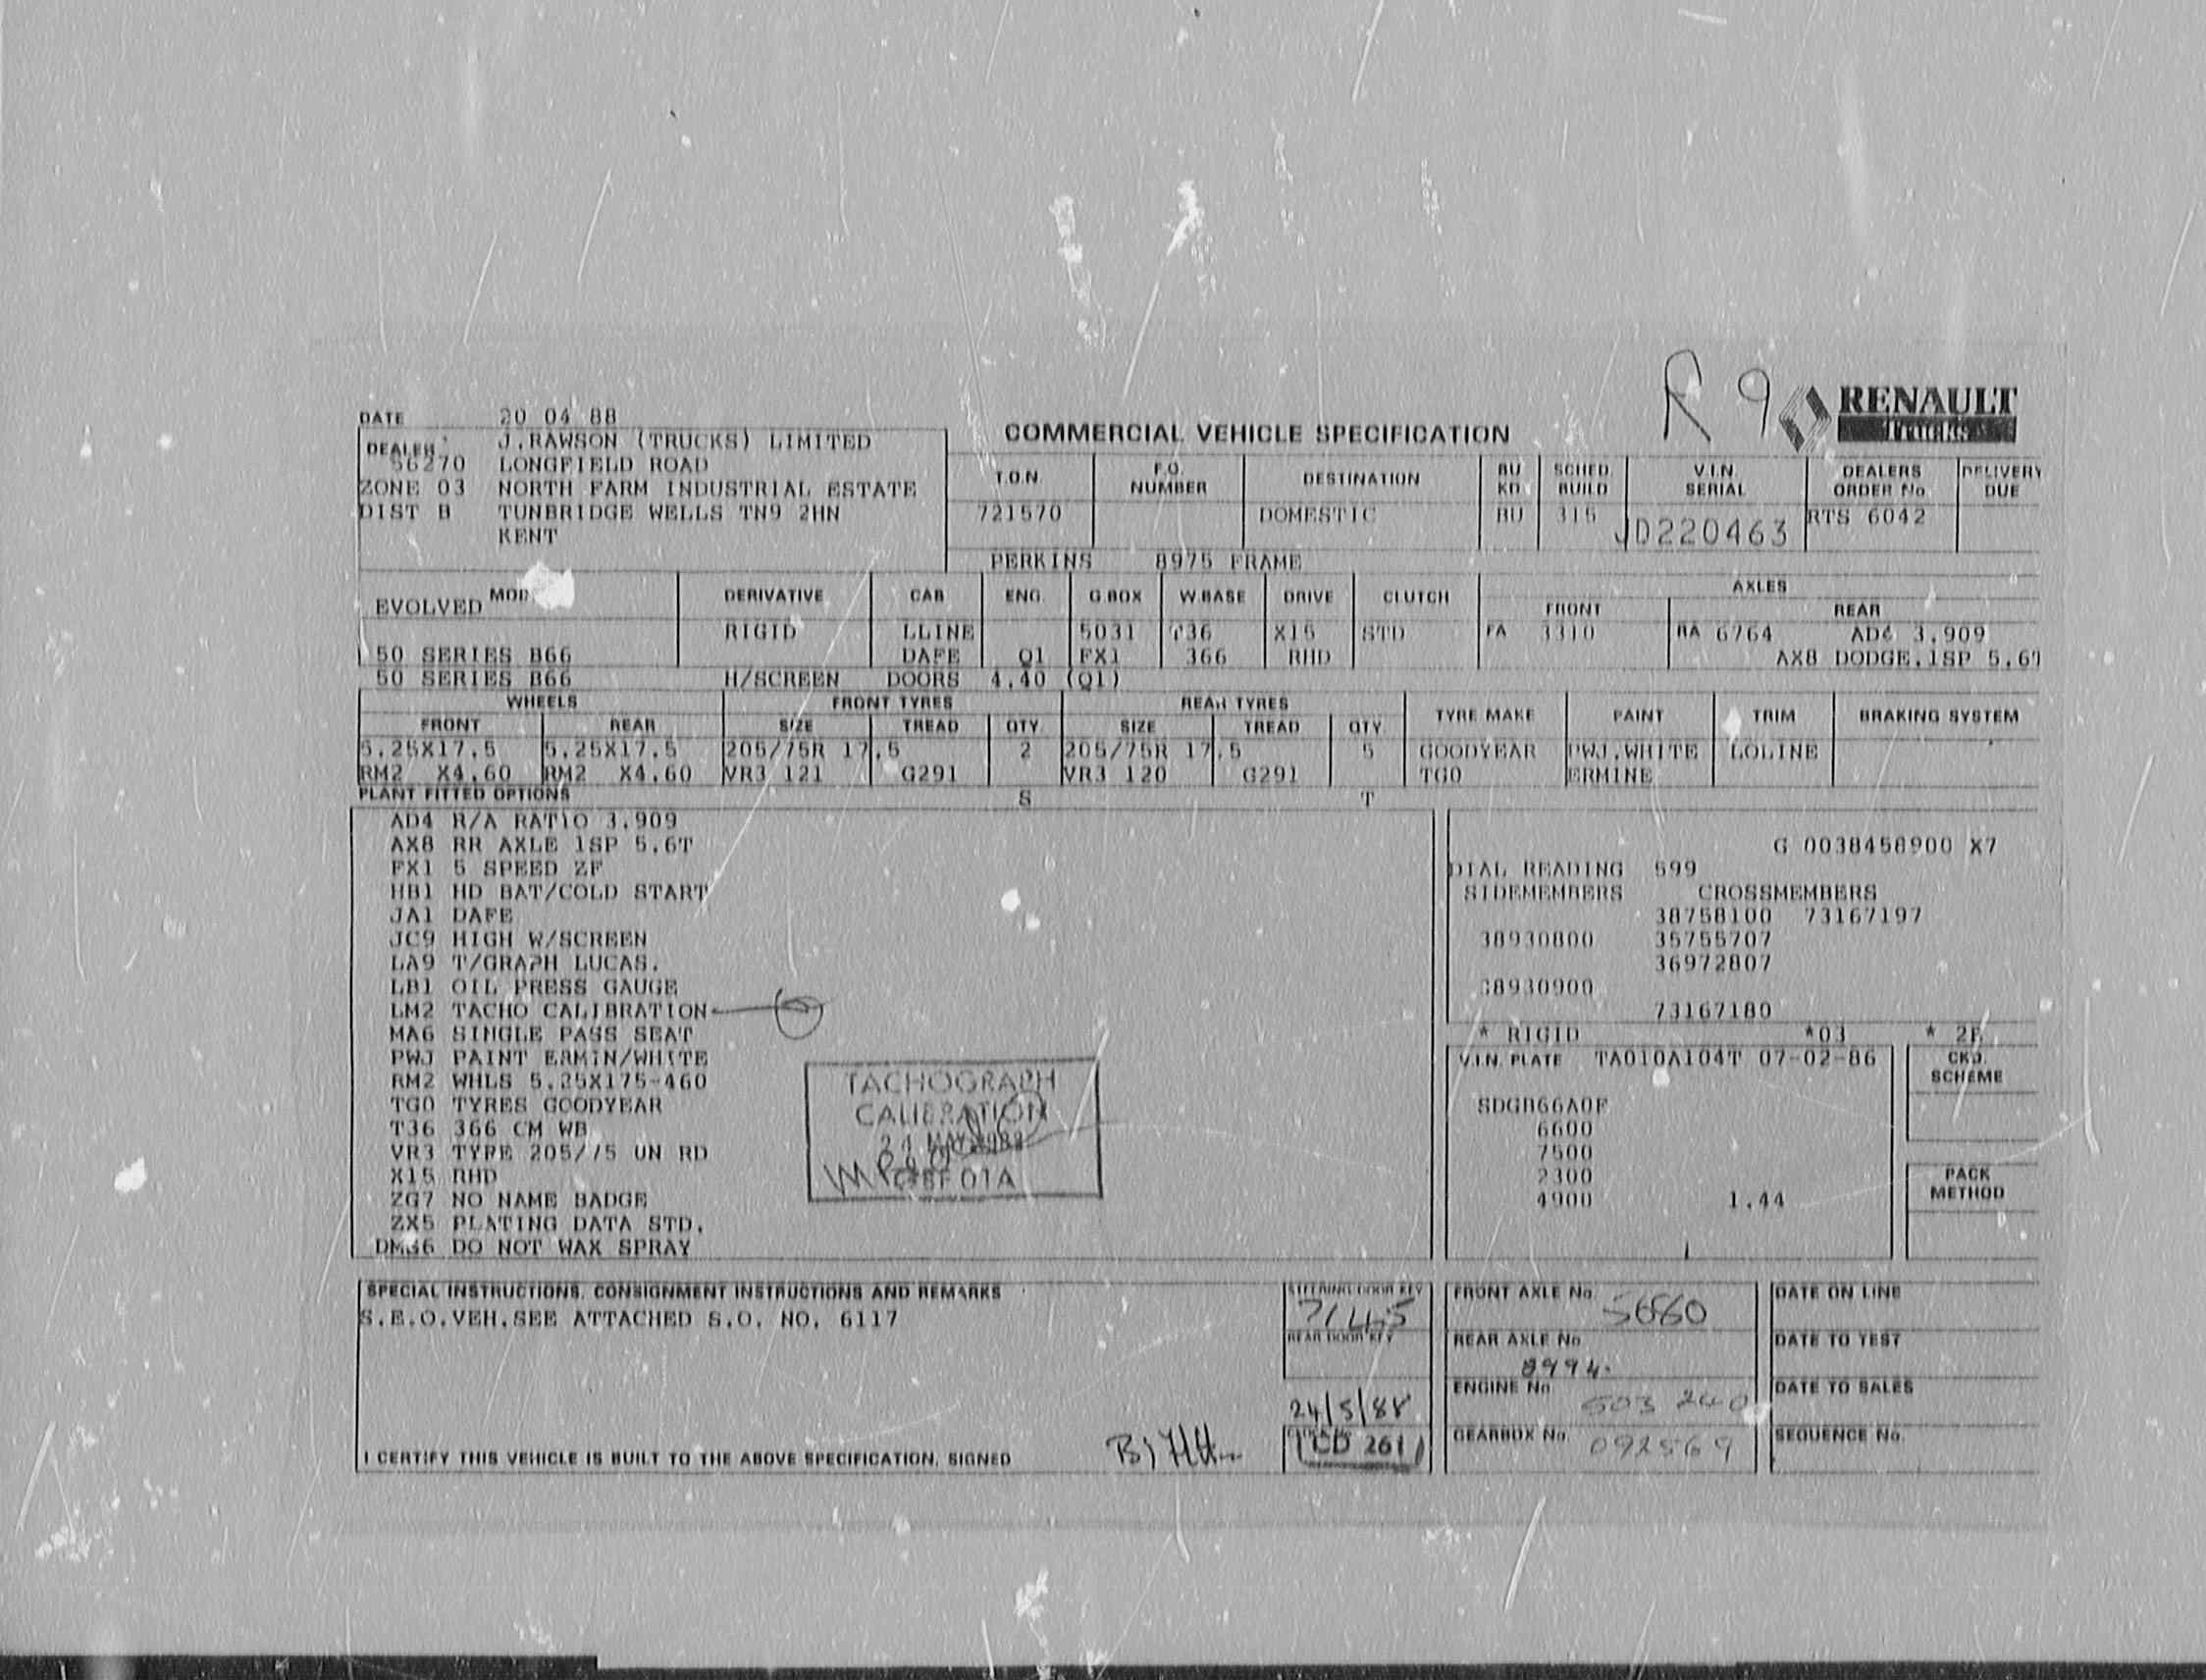 R 9
RENAULT
Trucks
DATE 20 04 88
DEALER J.RAWSON (TRUCKS) LIMITED
56270 LONGFIELD ROAD
ZONE 03 NORTH FARM INDUSTRIAL ESTATE
DIST B TUNBRIDGE WELLS TN9 2HN
KENT
COMMERCIAL VEHICLE SPECIFICATION
T.O.N F.O. NUMBER DESTINATION BU KD SCHED. BUILD V.I.N. SERIAL DEALERS ORDER No DELIVERY DUE
721570 DOMESTIC BU 315 JD220463 RTS 6042
PERKINS 8975 FRAME
EVOLVED DERIVATIVE CAB ENG. G.BOX W.BASE DRIVE CLUTCH AXLES
FRONT REAR
RIGID LLINE 5031 T36 X15 STD FA 3310 RA 6764 AD4 3.909
50 SERIES B66 DAFE Q1 FX1 366 RHD AX8 DODGE.1SP 5.6T
50 SERIES B66 H/SCREEN DOORS 4.40 (Q1)
WHEELS FRONT TYRES REAR TYRES TYRE MAKE PAINT TRIM BRAKING SYSTEM
FRONT REAR SIZE TREAD QTY SIZE TREAD QTY
5.25X17.5 5.25X17.5 205/75R 17.5 2 205/75R 17.5 5 GOODYEAR PWJ.WHITE LOLINE
RM2 X4.60 RM2 X4.60 VR3 121 G291 VR3 120 G291 TG0 ERMINE
PLANT FITTED OPTIONS S T
AD4 R/A RATIO 3.909
AX8 RR AXLE 1SP 5.6T
FX1 5 SPEED ZF
HB1 HD BAT/COLD START
JA1 DAFE
JC9 HIGH W/SCREEN
LA9 T/GRAPH LUCAS.
LB1 OIL PRESS GAUGE
LM2 TACHO CALIBRATION
MA6 SINGLE PASS SEAT
PWJ PAINT ERMIN/WHITE
RM2 WHLS 5.25X175-460
TG0 TYRES GOODYEAR
T36 366 CM WB
VR3 TYPE 205/75 UN RD
X15 RHD
ZG7 NO NAME BADGE
ZX5 PLATING DATA STD.
DM36 DO NOT WAX SPRAY
TACHOGRAPH
CALIBRATION
G 0038458900 X7
DIAL READING 599
SIDEMEMBERS CROSSMEMBERS
38758100 73167197
38930800 35755707
36972807
38930900
73167180
* RIGID *03 * 2F
V.I.N. PLATE TA010A104T 07-02-86
SDGB66A0F
6600
7500
2300
4900 1.44
CKD. SCHEME
PACK METHOD
SPECIAL INSTRUCTIONS, CONSIGNMENT INSTRUCTIONS AND REMARKS
S.E.O.VEH.SEE ATTACHED S.O. NO. 6117
STEERING DOOR KEY
7145
REAR DOOR KEY
24/5/88
CD 261
I CERTIFY THIS VEHICLE IS BUILT TO THE ABOVE SPECIFICATION, SIGNED
FRONT AXLE No. 5680
REAR AXLE No
8994.
ENGINE No 503 240
GEARBOX No. 092569
DATE ON LINE
DATE TO TEST
DATE TO SALES
SEQUENCE No.